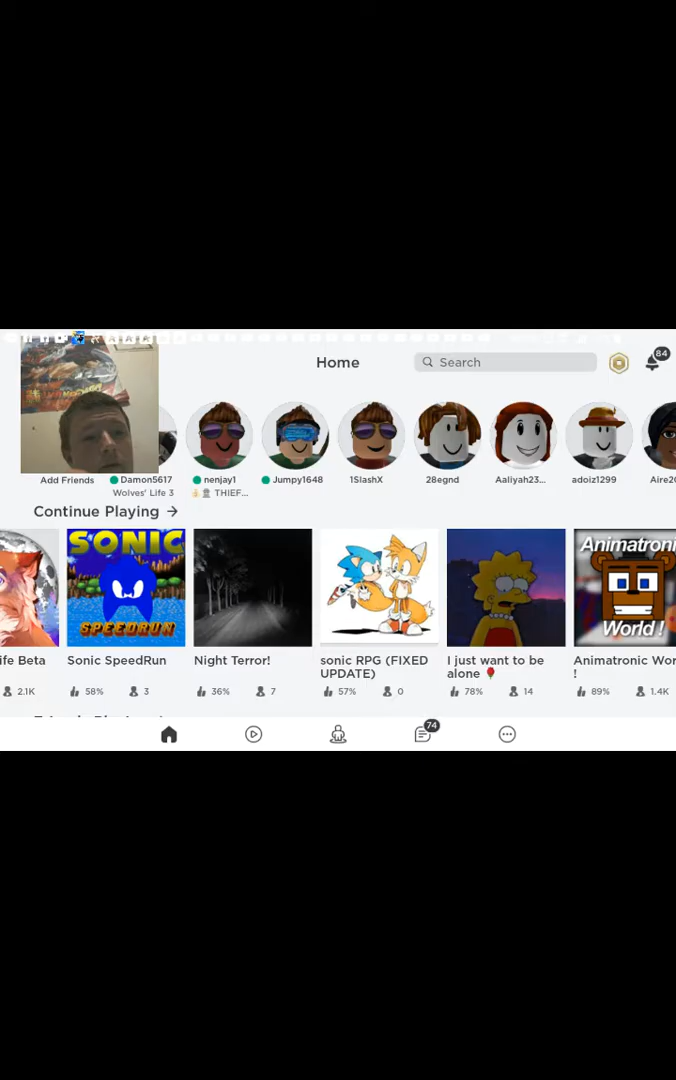 Home
Search
84
Add Friends
Damon5617
Wolves' Life 3
nenjay1
THIEF...
Jumpy1648
1SlashX
28egnd
Aaliyah23...
adoiz1299
Continue Playing →
SONIC
SPEEDRUN
Animatroni
World !
ife Beta
2.1K
Sonic SpeedRun
58% 3
Night Terror!
36% 7
sonic RPG (FIXED
UPDATE)
57% 0
I just want to be
alone 🌹
78% 14
Animatronic Wor
!
89% 1.4K
74